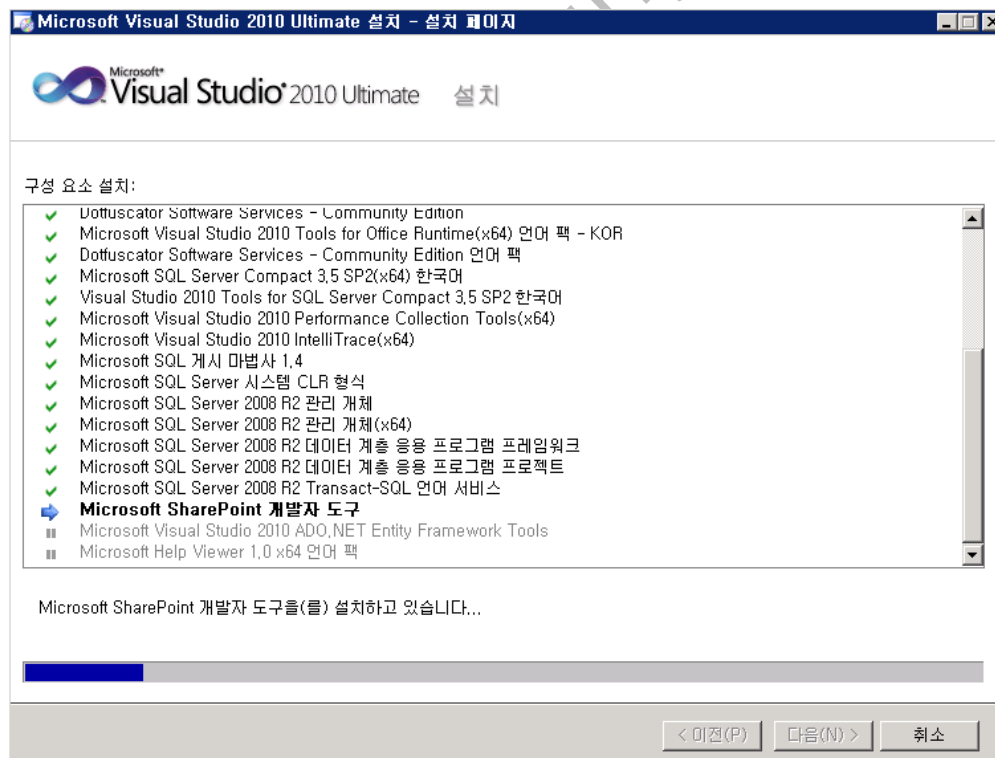 Microsoft Visual Studio 2010 Ultimate 설치 - 설치 페이지
Microsoft
Visual Studio 2010 Ultimate 설치
구성 요소 설치:
Dotfuscator Software Services - Community Edition
Microsoft Visual Studio 2010 Tools for Office Runtime(x64) 언어 팩 - KOR
Dotfuscator Software Services - Community Edition 언어 팩
Microsoft SQL Server Compact 3,5 SP2(x64) 한국어
Visual Studio 2010 Tools for SQL Server Compact 3,5 SP2 한국어
Microsoft Visual Studio 2010 Performance Collection Tools(x64)
Microsoft Visual Studio 2010 IntelliTrace(x64)
Microsoft SQL 게시 마법사 1,4
Microsoft SQL Server 시스템 CLR 형식
Microsoft SQL Server 2008 R2 관리 개체
Microsoft SQL Server 2008 R2 관리 개체(x64)
Microsoft SQL Server 2008 R2 데이터 계층 응용 프로그램 프레임워크
Microsoft SQL Server 2008 R2 데이터 계층 응용 프로그램 프로젝트
Microsoft SQL Server 2008 R2 Transact-SQL 언어 서비스
Microsoft SharePoint 개발자 도구
Microsoft Visual Studio 2010 ADO,NET Entity Framework Tools
Microsoft Help Viewer 1,0 x64 언어 팩
Microsoft SharePoint 개발자 도구을(를) 설치하고 있습니다...
< 이전(P) 다음(N) > 취소